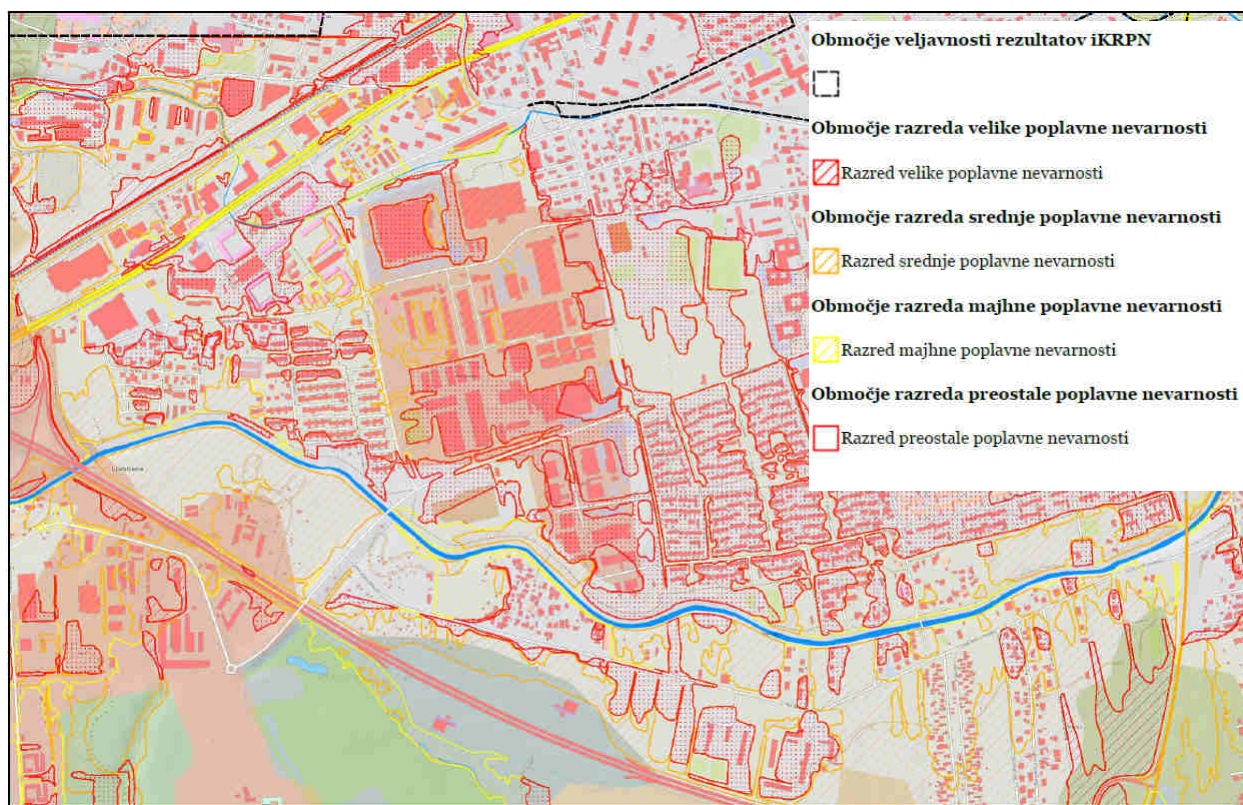 Območje veljavnosti rezultatov iKRPN
Območje razreda velike poplavne nevarnosti
Razred velike poplavne nevarnosti
Območje razreda srednje poplavne nevarnosti
Razred srednje poplavne nevarnosti
Območje razreda majhne poplavne nevarnosti
Razred majhne poplavne nevarnosti
Območje razreda preostale poplavne nevarnosti
Razred preostale poplavne nevarnosti